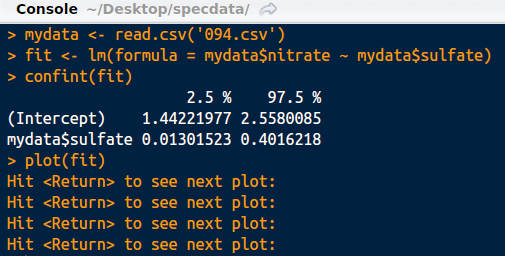 Console ~/Desktop/specdata/
> mydata <- read.csv('094.csv')
> fit <- lm(formula = mydata$nitrate ~ mydata$sulfate)
> confint(fit)
                    2.5 %    97.5 %
(Intercept)    1.44221977 2.5580085
mydata$sulfate 0.01301523 0.4016218
> plot(fit)
Hit <Return> to see next plot:
Hit <Return> to see next plot:
Hit <Return> to see next plot:
Hit <Return> to see next plot: